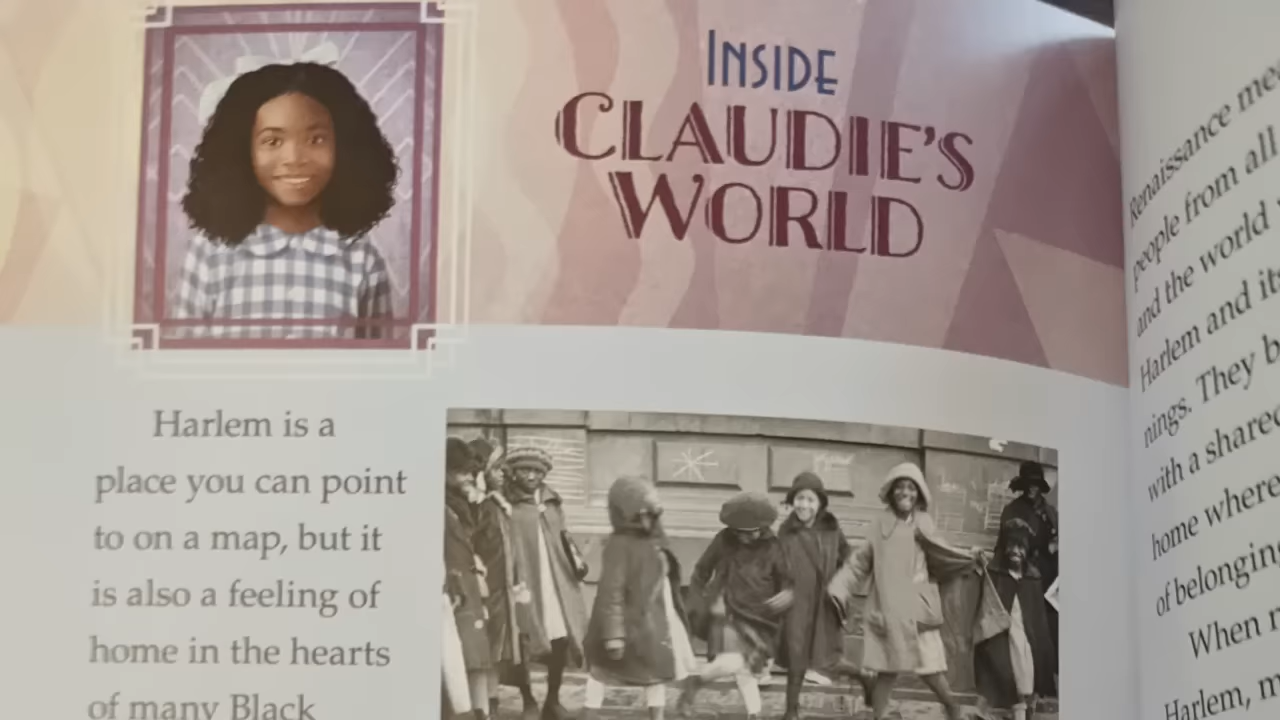 INSIDE
CLAUDIE'S
WORLD
Harlem is a
place you can point
to on a map, but it
is also a feeling of
home in the hearts
of many Black
Renaissance me
people from all
and the world
Harlem and it
nings. They b
with a shared
home where
of belonging
When
Harlem, m